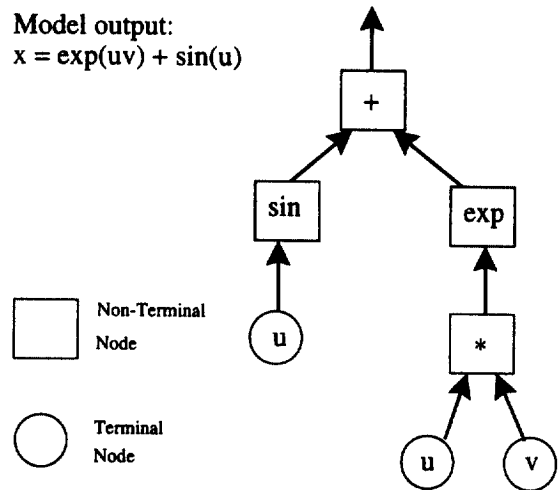 Model output:
x = exp(uv) + sin(u)
+
sin
exp
u
*
u
v
Non-Terminal
Node
Terminal
Node